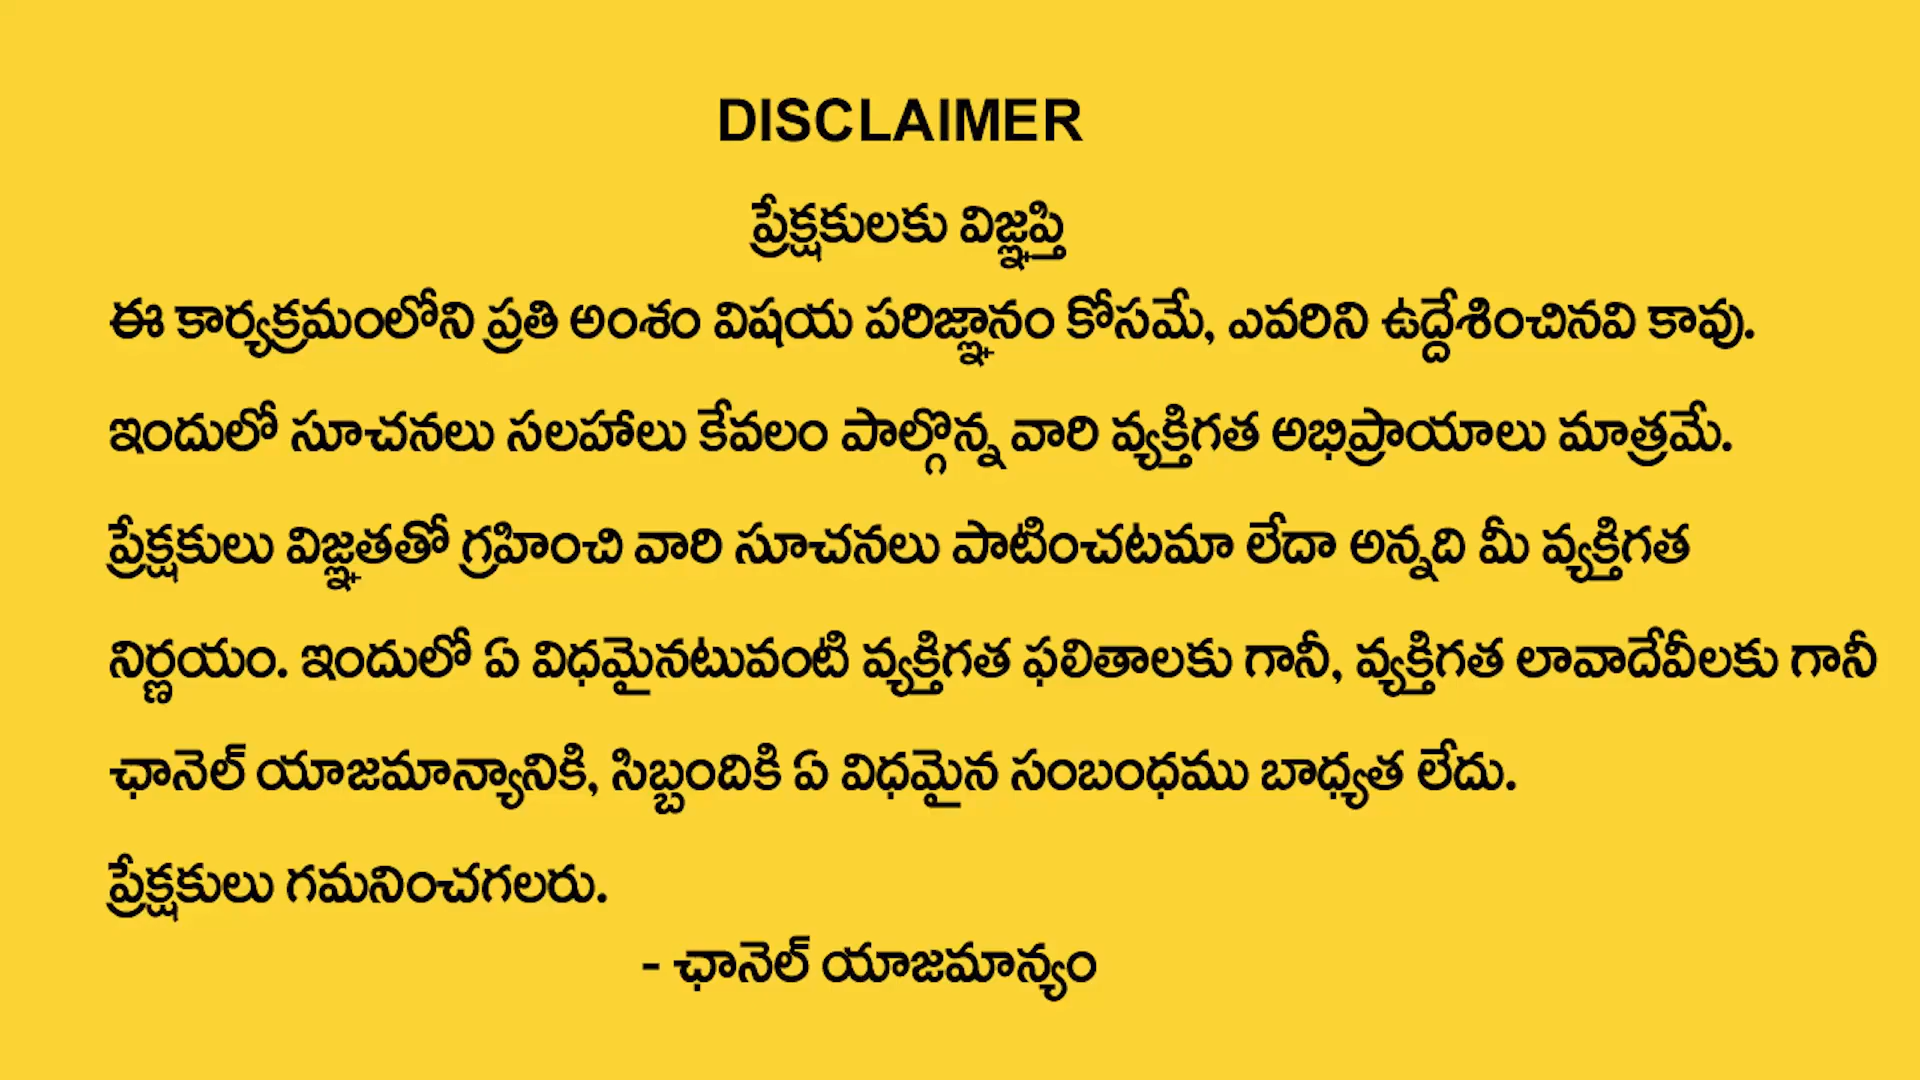 DISCLAIMER
ప్రేక్షకులకు విజ్ఞప్తి
ఈ కార్యక్రమంలోని ప్రతి అంశం విషయ పరిజ్ఞానం కోసమే, ఎవరిని ఉద్దేశించినవి కావు.
ఇందులో సూచనలు సలహాలు కేవలం పాల్గొన్న వారి వ్యక్తిగత అభిప్రాయాలు మాత్రమే.
ప్రేక్షకులు విజ్ఞతతో గ్రహించి వారి సూచనలు పాటించటమా లేదా అన్నది మీ వ్యక్తిగత
నిర్ణయం. ఇందులో ఏ విధమైనటువంటి వ్యక్తిగత ఫలితాలకు గానీ, వ్యక్తిగత లావాదేవీలకు గానీ
ఛానెల్ యాజమాన్యానికి, సిబ్బందికి ఏ విధమైన సంబంధము బాధ్యత లేదు.
ప్రేక్షకులు గమనించగలరు.
- ఛానెల్ యాజమాన్యం